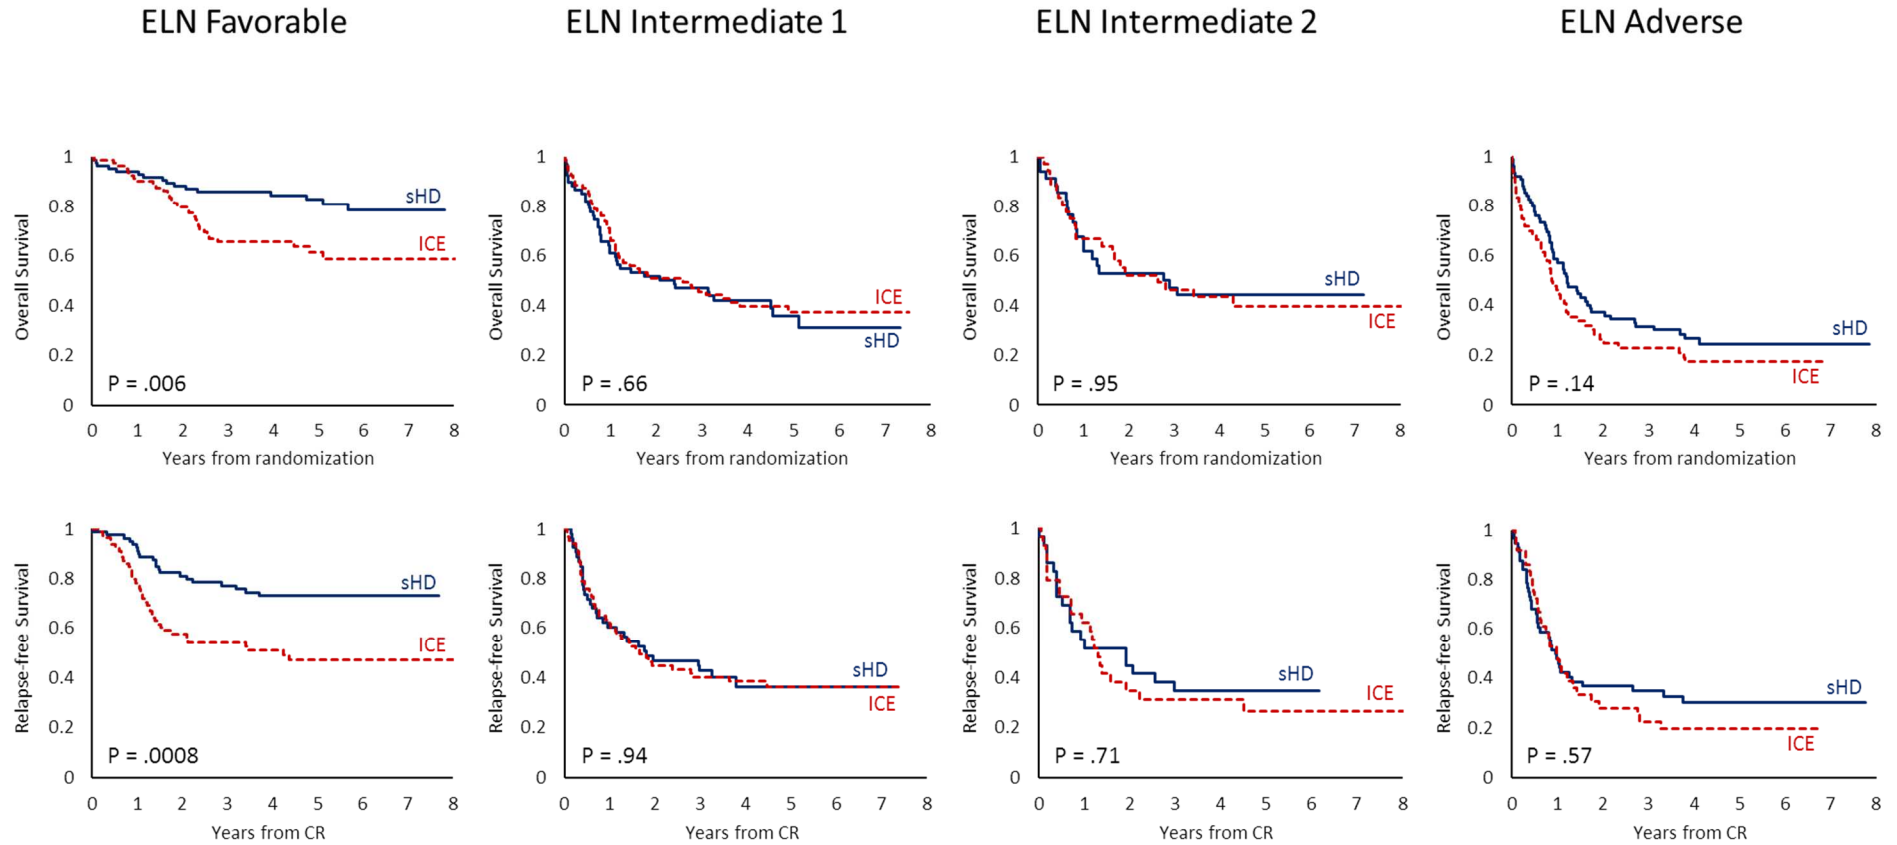 ELN Favorable
ELN Intermediate 1
ELN Intermediate 2
ELN Adverse
Overall Survival
1
0.8
0.6
0.4
0.2
0
sHD
ICE
P = .006
0 1 2 3 4 5 6 7 8
Years from randomization
Overall Survival
1
0.8
0.6
0.4
0.2
0
ICE
sHD
P = .66
0 1 2 3 4 5 6 7 8
Years from randomization
Overall Survival
1
0.8
0.6
0.4
0.2
0
sHD
ICE
P = .95
0 1 2 3 4 5 6 7 8
Years from randomization
Overall Survival
1
0.8
0.6
0.4
0.2
0
sHD
ICE
P = .14
0 1 2 3 4 5 6 7 8
Years from randomization
Relapse-free Survival
1
0.8
0.6
0.4
0.2
0
sHD
ICE
P = .0008
0 1 2 3 4 5 6 7 8
Years from CR
Relapse-free Survival
1
0.8
0.6
0.4
0.2
0
sHD
ICE
P = .94
0 1 2 3 4 5 6 7 8
Years from CR
Relapse-free Survival
1
0.8
0.6
0.4
0.2
0
sHD
ICE
P = .71
0 1 2 3 4 5 6 7 8
Years from CR
Relapse-free Survival
1
0.8
0.6
0.4
0.2
0
sHD
ICE
P = .57
0 1 2 3 4 5 6 7 8
Years from CR